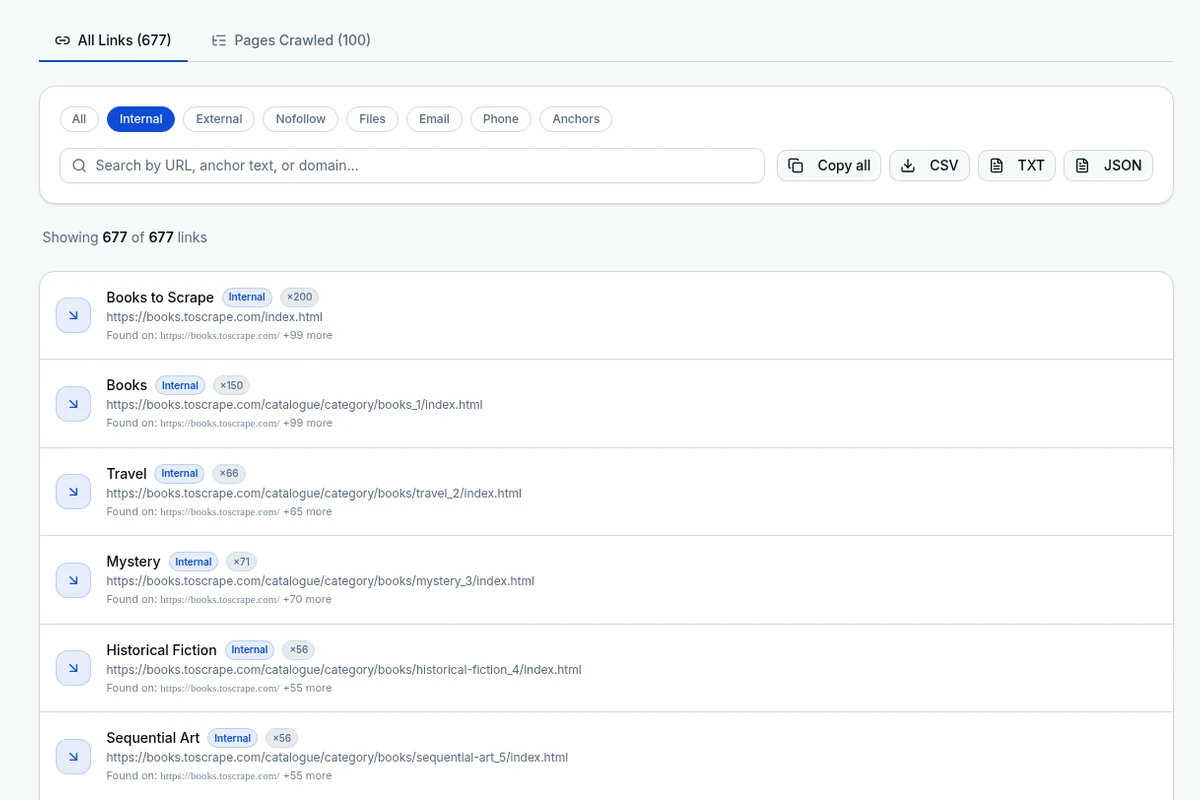 All Links (677) Pages Crawled (100)
All Internal External Nofollow Files Email Phone Anchors
Search by URL, anchor text, or domain... Copy all CSV TXT JSON
Showing 677 of 677 links
Books to Scrape Internal ×200
https://books.toscrape.com/index.html
Found on: https://books.toscrape.com/ +99 more
Books Internal ×150
https://books.toscrape.com/catalogue/category/books_1/index.html
Found on: https://books.toscrape.com/ +99 more
Travel Internal ×66
https://books.toscrape.com/catalogue/category/books/travel_2/index.html
Found on: https://books.toscrape.com/ +65 more
Mystery Internal ×71
https://books.toscrape.com/catalogue/category/books/mystery_3/index.html
Found on: https://books.toscrape.com/ +70 more
Historical Fiction Internal ×56
https://books.toscrape.com/catalogue/category/books/historical-fiction_4/index.html
Found on: https://books.toscrape.com/ +55 more
Sequential Art Internal ×56
https://books.toscrape.com/catalogue/category/books/sequential-art_5/index.html
Found on: https://books.toscrape.com/ +55 more